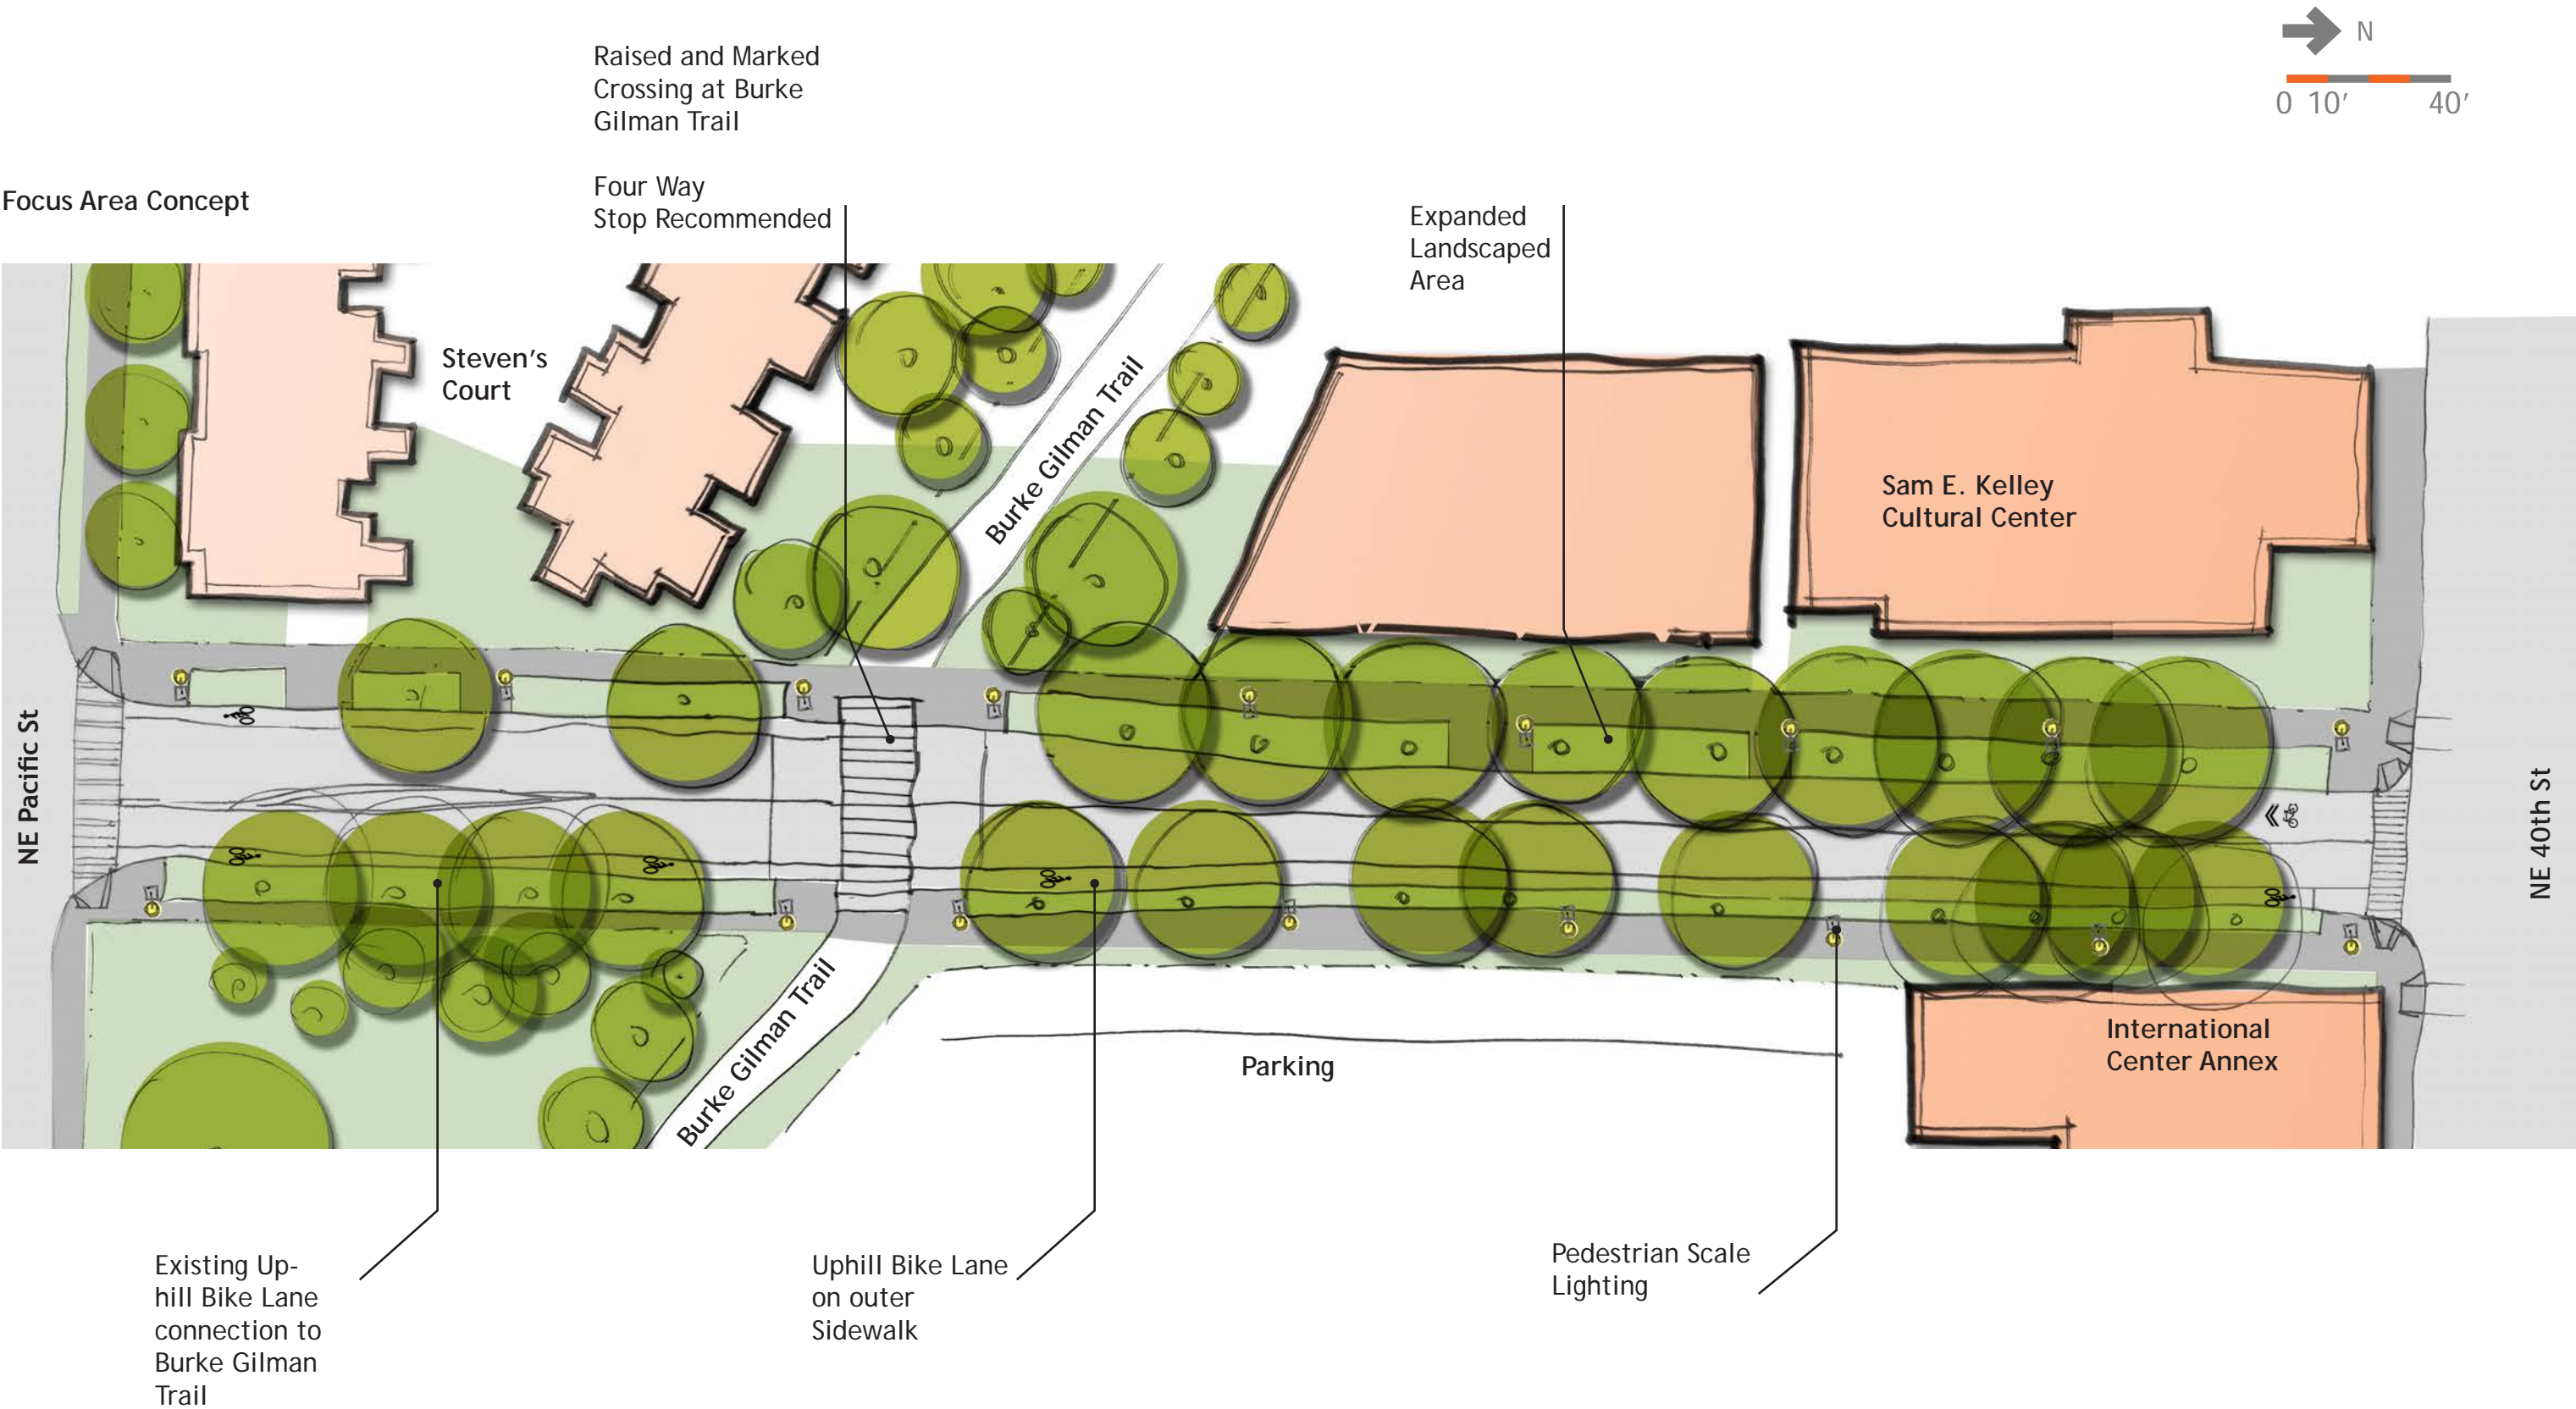 N
0 10' 40'
Raised and Marked
Crossing at Burke
Gilman Trail
Four Way
Stop Recommended
Focus Area Concept
Expanded
Landscaped
Area
Steven's
Court
Burke Gilman Trail
Sam E. Kelley
Cultural Center
NE Pacific St
NE 40th St
Burke Gilman Trail
Parking
International
Center Annex
Existing Up-
hill Bike Lane
connection to
Burke Gilman
Trail
Uphill Bike Lane
on outer
Sidewalk
Pedestrian Scale
Lighting